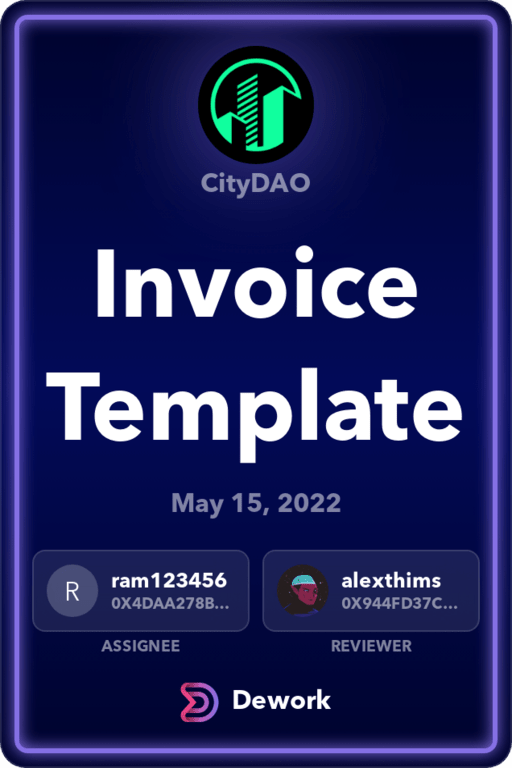 CityDAO
Invoice
Template
May 15, 2022
R
ram123456
0X4DAA278B...
alexthims
0X944FD37C...
ASSIGNEE
REVIEWER
Dework